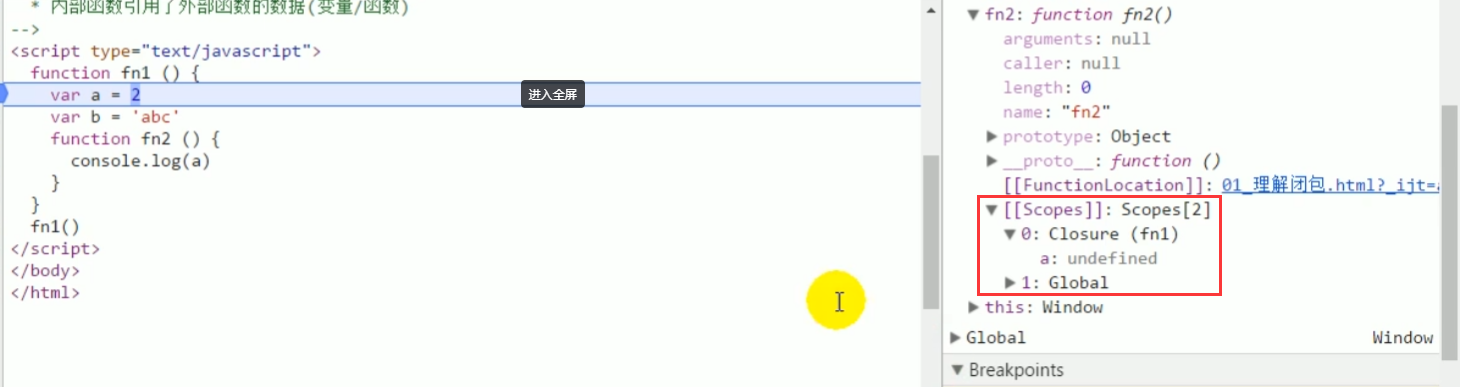 * 内部函数引用了外部函数的数据(变量/函数)
-->
<script type="text/javascript">
function fn1 () {
var a = 2
var b = 'abc'
function fn2 () {
console.log(a)
}
}
fn1()
</script>
</body>
</html>
进入全屏
▼ fn2: function fn2()
arguments: null
caller: null
length: 0
name: "fn2"
▶ prototype: Object
▶ __proto__: function ()
[[FunctionLocation]]: 01_理解闭包.html?_ijt=
▼ [[Scopes]]: Scopes[2]
▼ 0: Closure (fn1)
a: undefined
▶ 1: Global
▶ this: Window
▶ Global Window
▼ Breakpoints